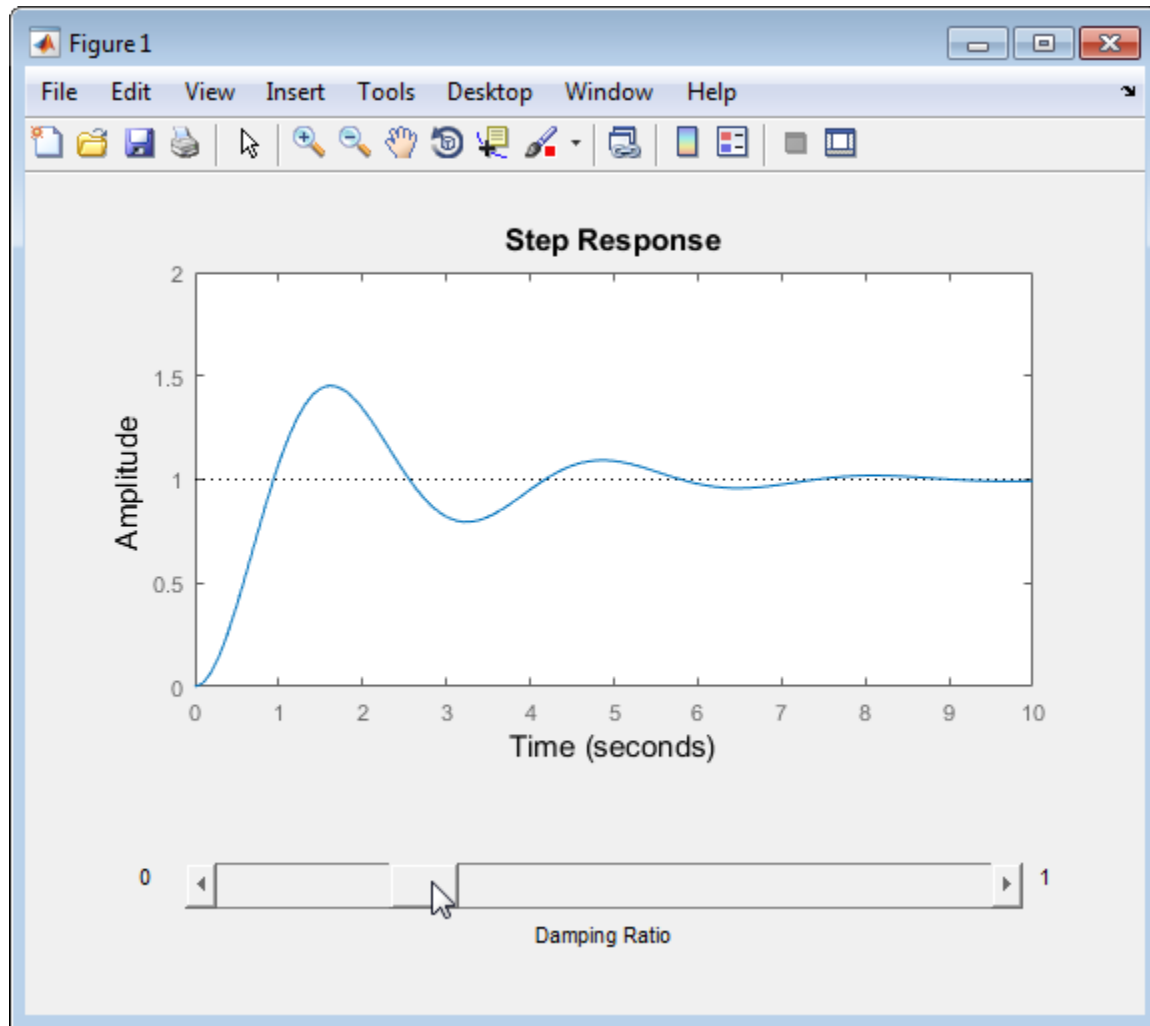 Figure 1
File Edit View Insert Tools Desktop Window Help
Step Response
2
1.5
1
0.5
0
Amplitude
0 1 2 3 4 5 6 7 8 9 10
Time (seconds)
0 1
Damping Ratio